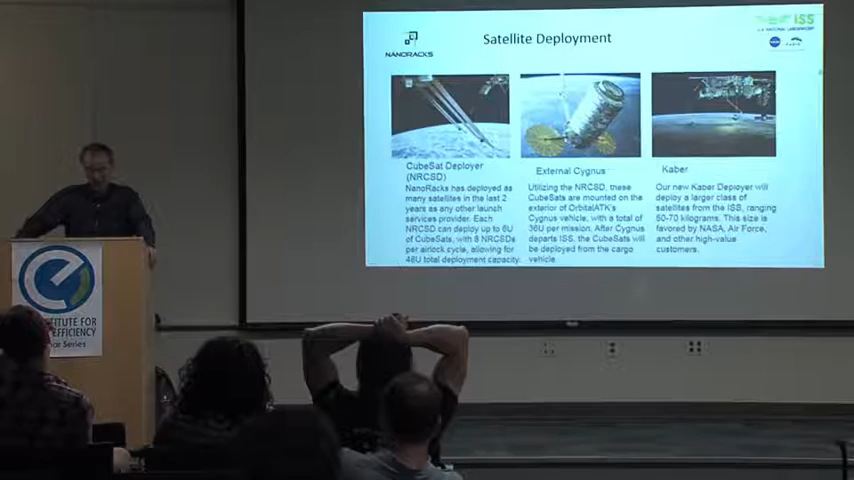 Satellite Deployment
NANORACKS
ISS
U.S. NATIONAL LABORATORY
NASA
CubeSat Deployer
(NRCSD)
NanoRacks has deployed as
many satellites in the last 2
years as any other launch
services provider. Each
NRCSD can deploy up to 6U
of CubeSats, with 8 NRCSDs
per airlock cycle, allowing for
48U total deployment capacity.
External Cygnus
Utilizing the NRCSD, these
CubeSats are mounted on the
exterior of OrbitalATK's
Cygnus vehicle, with a total of
36U per mission. After Cygnus
departs ISS, the CubeSats will
be deployed from the cargo
vehicle
Kaber
Our new Kaber Deployer will
deploy a larger class of
satellites from the ISS, ranging
50-70 kilograms. This size is
favored by NASA, Air Force,
and other high-value
customers.
INSTITUTE FOR
EFFICIENCY
Series